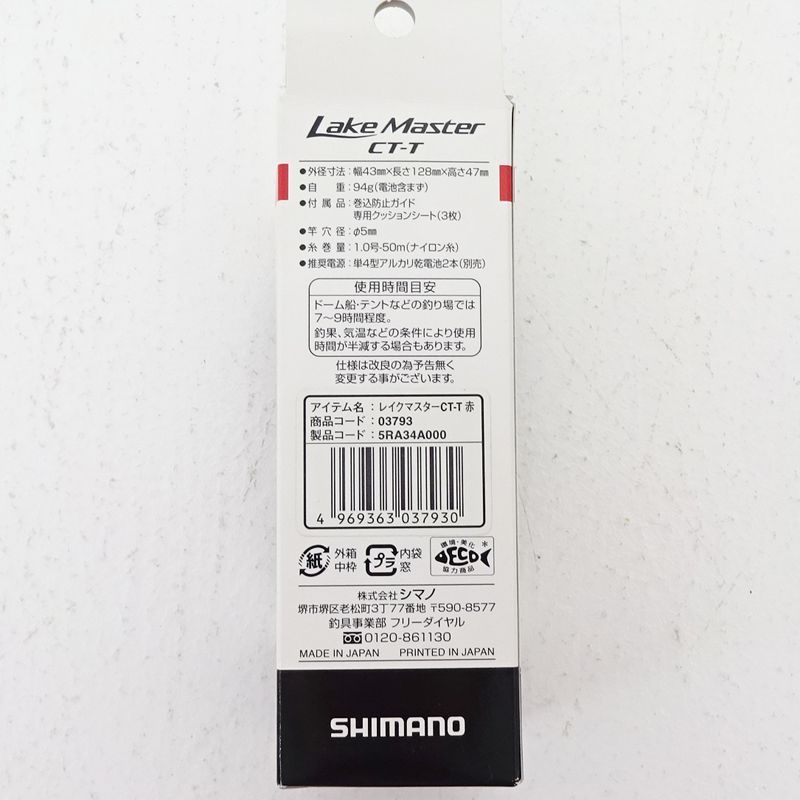 Lake Master
CT-T
●外径寸法：幅43㎜×長さ128㎜×高さ47㎜
●自　重：94g(電池含まず)
●付属品：巻込防止ガイド
専用クッションシート(3枚)
●竿穴径：φ5㎜
●糸巻量：1.0号-50m(ナイロン糸)
●推奨電源：単4型アルカリ乾電池2本(別売)
使用時間目安
ドーム船・テントなどの釣り場では
7～9時間程度。
釣果、気温などの条件により使用
時間が半減する場合もあります。
仕様は改良の為予告無く
変更する事がございます。
アイテム名：レイクマスターCT-T 赤
商品コード：03793
製品コード：5RA34A000
4 969363 037930
紙 外箱 中枠 プラ 内袋 窓 環境・美化 DECO 協力商品
株式会社 シマノ
堺市堺区老松町3丁77番地 〒590-8577
釣具事業部 フリーダイヤル
0120-861130
MADE IN JAPAN PRINTED IN JAPAN
SHIMANO